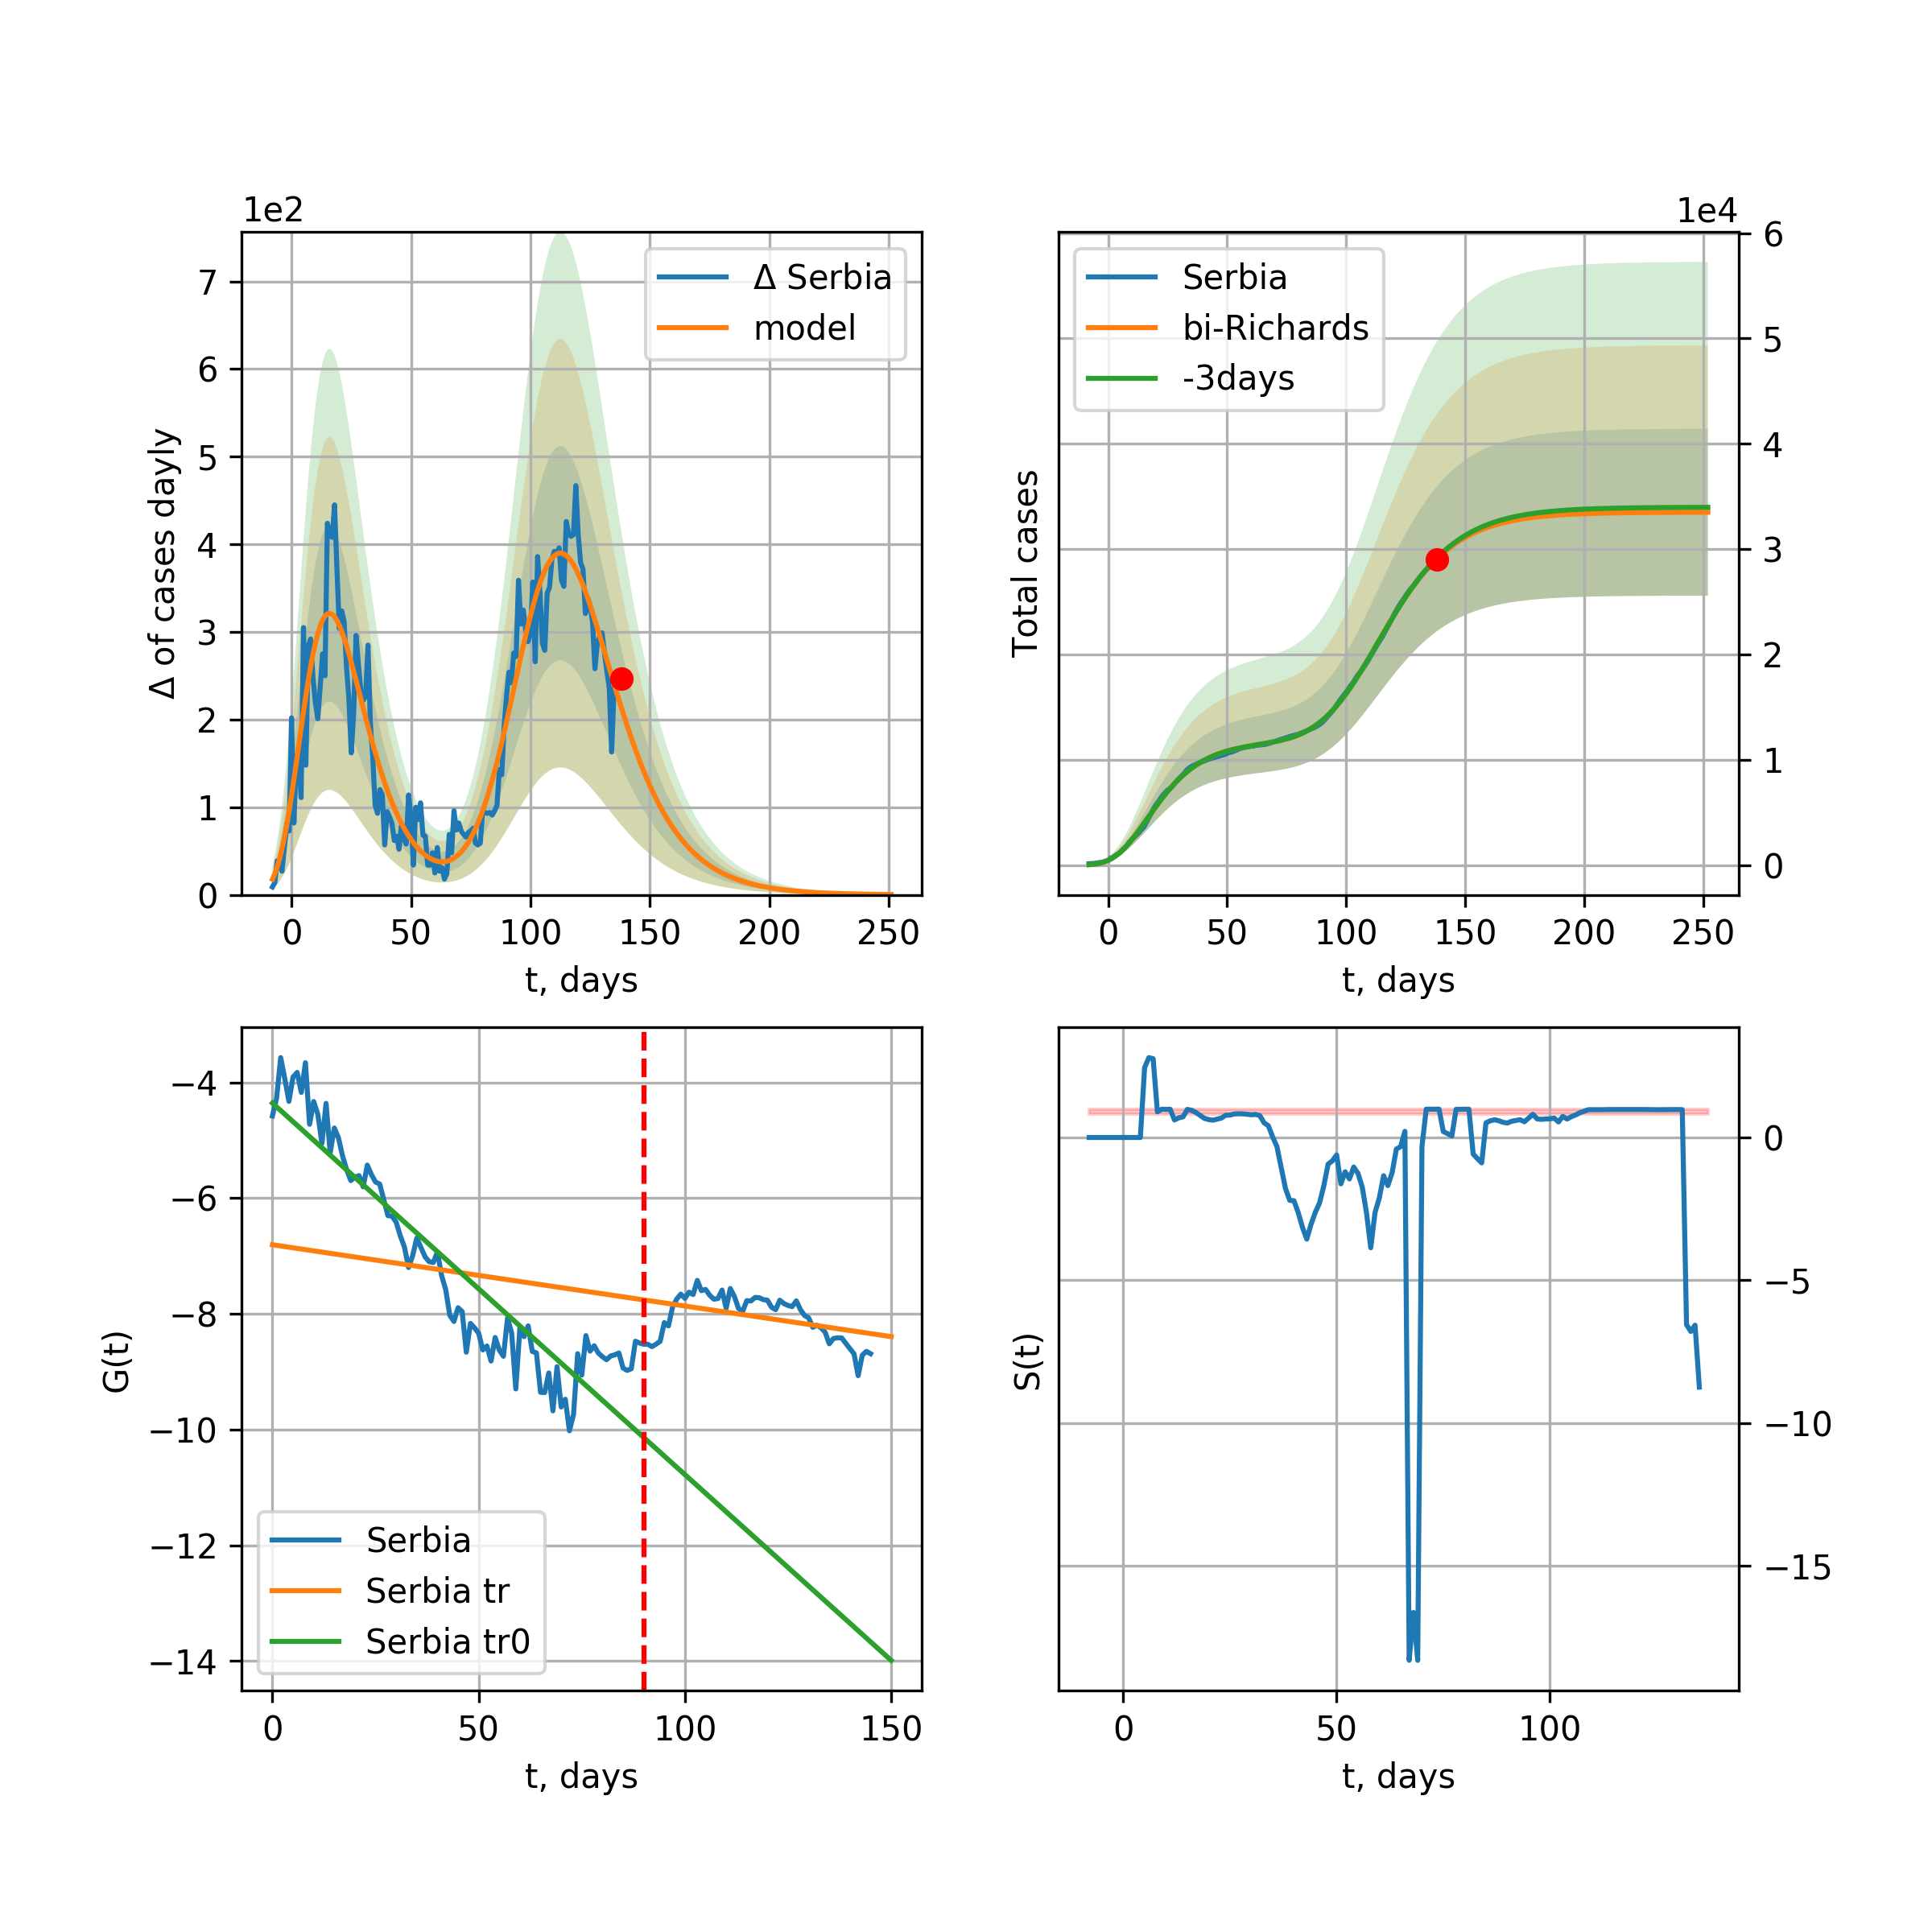 1e2
Δ of cases dayly
7
6
5
4
3
2
1
0
Δ Serbia
model
0 50 100 150 200 250
t, days
1e4
Total cases
Serbia
bi-Richards
-3days
6
5
4
3
2
1
0
0 50 100 150 200 250
t, days
G(t)
−4
−6
−8
−10
−12
−14
Serbia
Serbia tr
Serbia tr0
0 50 100 150
t, days
S(t)
0
−5
−10
−15
0 50 100
t, days